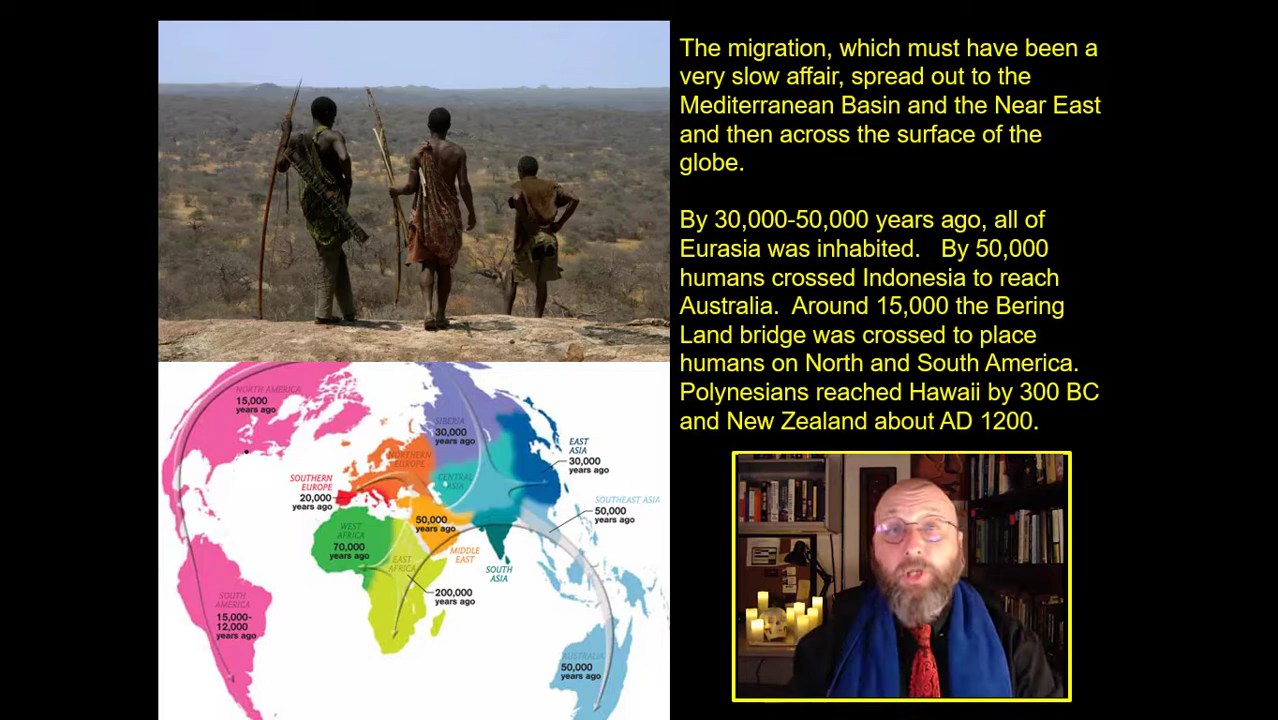 The migration, which must have been a
very slow affair, spread out to the
Mediterranean Basin and the Near East
and then across the surface of the
globe.
By 30,000-50,000 years ago, all of
Eurasia was inhabited.   By 50,000
humans crossed Indonesia to reach
Australia.  Around 15,000 the Bering
Land bridge was crossed to place
humans on North and South America.
Polynesians reached Hawaii by 300 BC
and New Zealand about AD 1200.
NORTH AMERICA
15,000
years ago
SIBERIA
30,000
years ago
EAST
ASIA
30,000
years ago
NORTHERN
EUROPE
CENTRAL
ASIA
SOUTHERN
EUROPE
20,000
years ago
SOUTHEAST ASIA
50,000
years ago
WEST
AFRICA
70,000
years ago
50,000
years ago
MIDDLE
EAST
EAST
AFRICA
SOUTH
ASIA
200,000
years ago
SOUTH
AMERICA
15,000-
12,000
years ago
AUSTRALIA
50,000
years ago